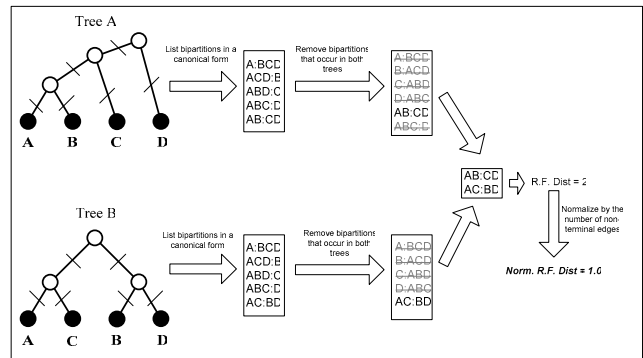 Tree A
A B C D
List bipartitions in a
canonical form
A:BCD
ACD:B
ABD:C
ABC:D
AB:CD
Remove bipartitions
that occur in both
trees
A:BCD
B:ACD
C:ABD
D:ABC
AB:CD
ABC:D
AB:CD
AC:BD
R.F. Dist = 2
Normalize by the
number of non-
terminal edges
Norm. R.F. Dist = 1.0
Tree B
A C B D
List bipartitions in a
canonical form
A:BCD
ACD:B
ABD:C
ABC:D
AC:BD
Remove bipartitions
that occur in both
trees
A:BCD
B:ACD
C:ABD
D:ABC
AC:BD